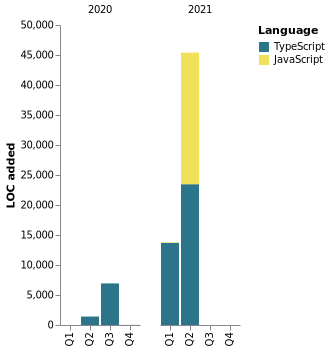 2020 2021
Language
TypeScript
JavaScript
LOC added
50,000
45,000
40,000
35,000
30,000
25,000
20,000
15,000
10,000
5,000
0
Q1 Q2 Q3 Q4 Q1 Q2 Q3 Q4